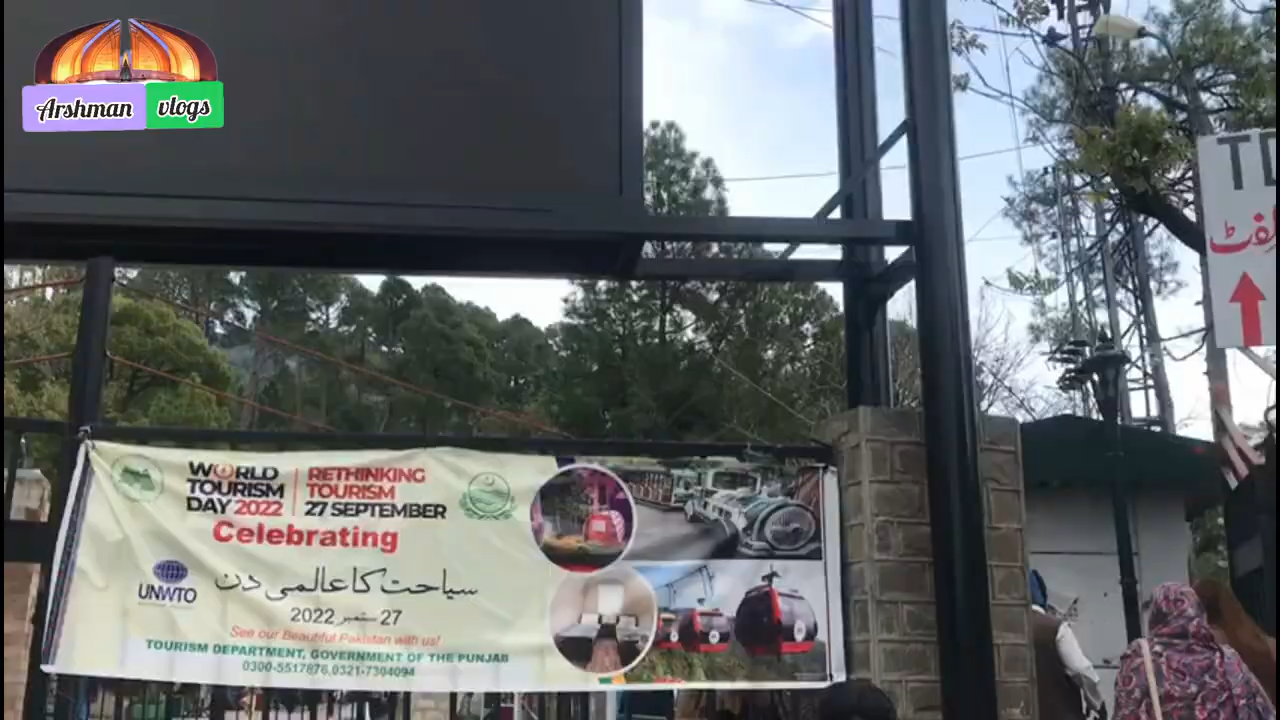 Arshman vlogs
TO
لفٹ
WORLD
TOURISM
DAY 2022
RETHINKING
TOURISM
27 SEPTEMBER
Celebrating
UNWTO
سیاحت کا عالمی دن
27 ستمبر 2022
See our Beautiful Pakistan with us!
TOURISM DEPARTMENT, GOVERNMENT OF THE PUNJAB
0300-5517876,0321-7304094